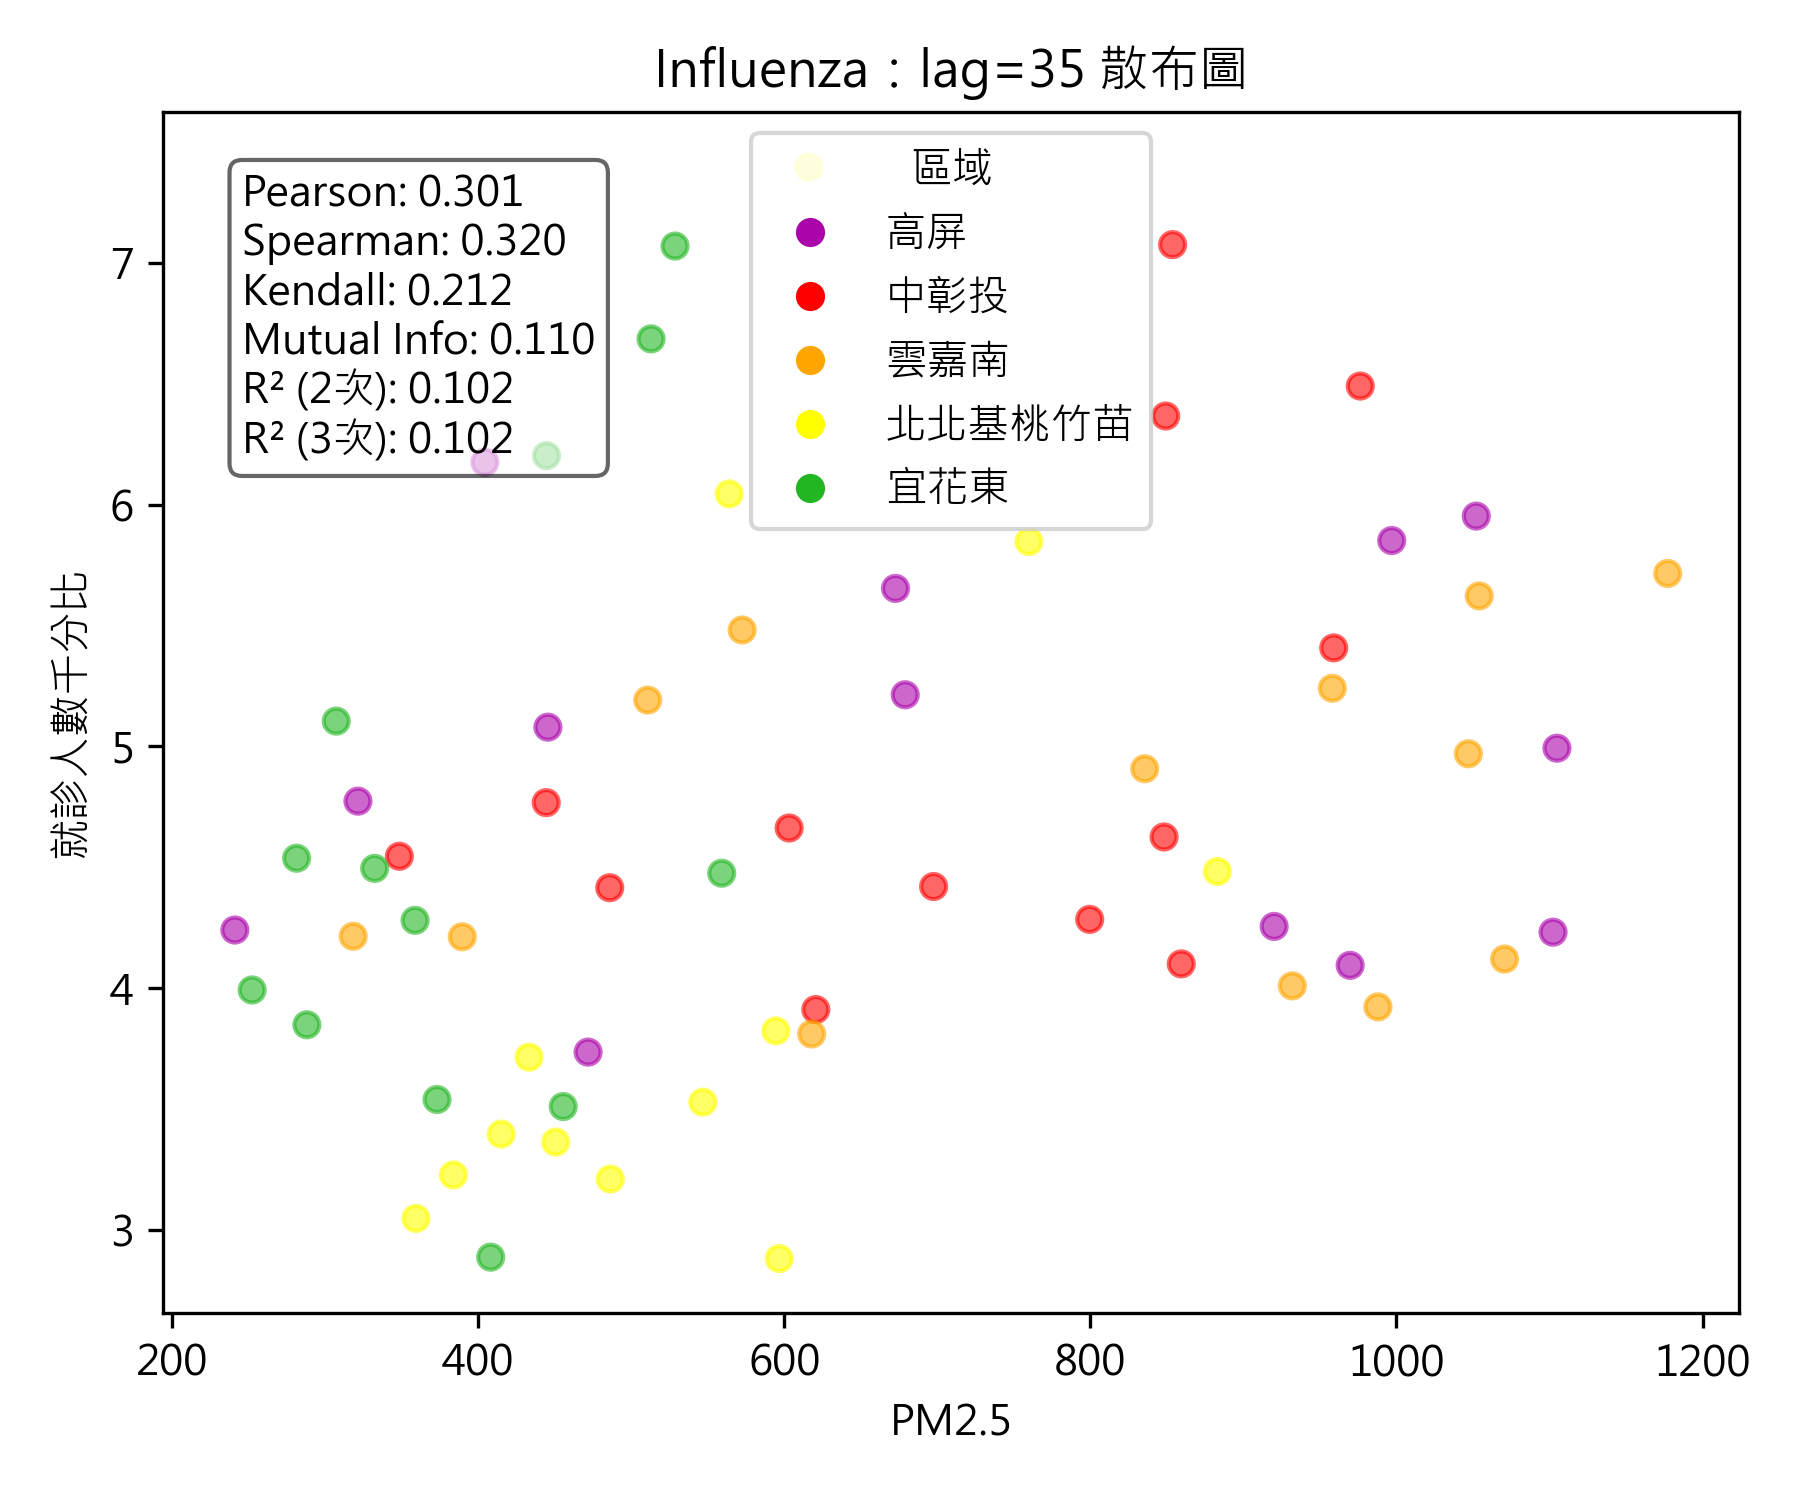 Influenza：lag=35 散布圖
Pearson: 0.301
Spearman: 0.320
Kendall: 0.212
Mutual Info: 0.110
R² (2次): 0.102
R² (3次): 0.102
區域
高屏
中彰投
雲嘉南
北北基桃竹苗
宜花東
就診人數千分比
7
6
5
4
3
200 400 600 800 1000 1200
PM2.5